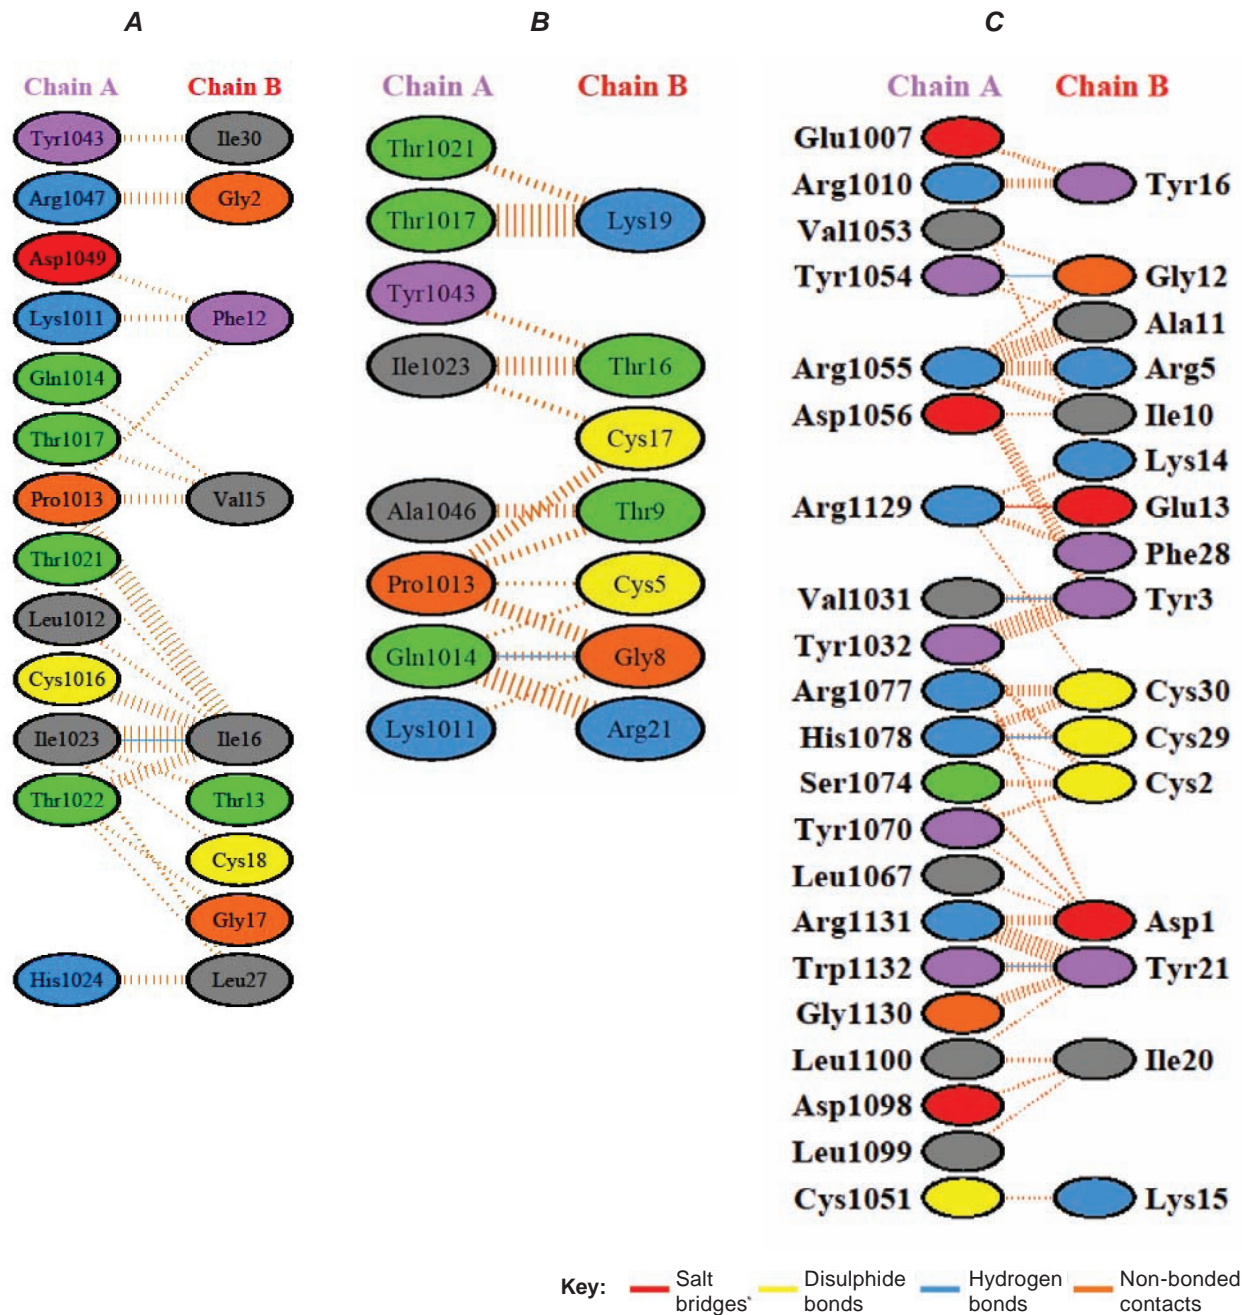 A
B
C
Chain A
Chain B
Tyr1043
Ile30
Arg1047
Gly2
Asp1049
Lys1011
Phe12
Gln1014
Thr1017
Pro1013
Val15
Thr1021
Leu1012
Cys1016
Ile1023
Ile16
Thr1022
Thr13
Cys18
Gly17
His1024
Leu27
Chain A
Chain B
Thr1021
Thr1017
Lys19
Tyr1043
Ile1023
Thr16
Cys17
Ala1046
Thr9
Pro1013
Cys5
Gln1014
Gly8
Lys1011
Arg21
Chain A
Chain B
Glu1007
Arg1010
Tyr16
Val1053
Tyr1054
Gly12
Ala11
Arg1055
Arg5
Asp1056
Ile10
Lys14
Arg1129
Glu13
Phe28
Val1031
Tyr3
Tyr1032
Arg1077
Cys30
His1078
Cys29
Ser1074
Cys2
Tyr1070
Leu1067
Arg1131
Asp1
Trp1132
Tyr21
Gly1130
Leu1100
Ile20
Asp1098
Leu1099
Cys1051
Lys15
Key:
Salt
bridges*
Disulphide
bonds
Hydrogen
bonds
Non-bonded
contacts